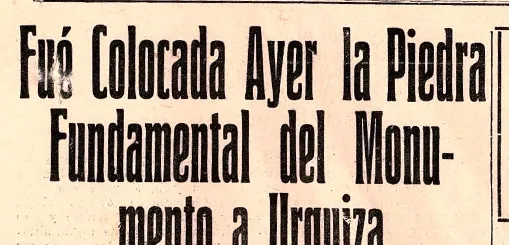 Fué Colocada Ayer la Piedra
Fundamental del Monu-
mento a Urquiza